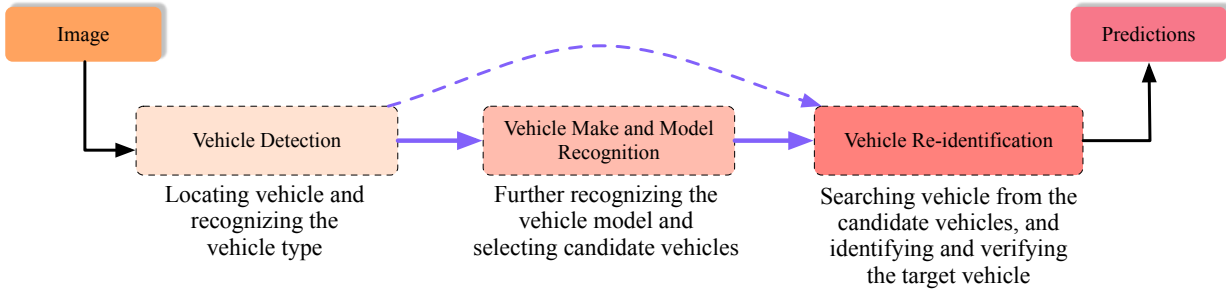 Image
Predictions
Vehicle Detection
Vehicle Make and Model
Recognition
Vehicle Re-identification
Locating vehicle and
recognizing the
vehicle type
Further recognizing the
vehicle model and
selecting candidate vehicles
Searching vehicle from the
candidate vehicles, and
identifying and verifying
the target vehicle